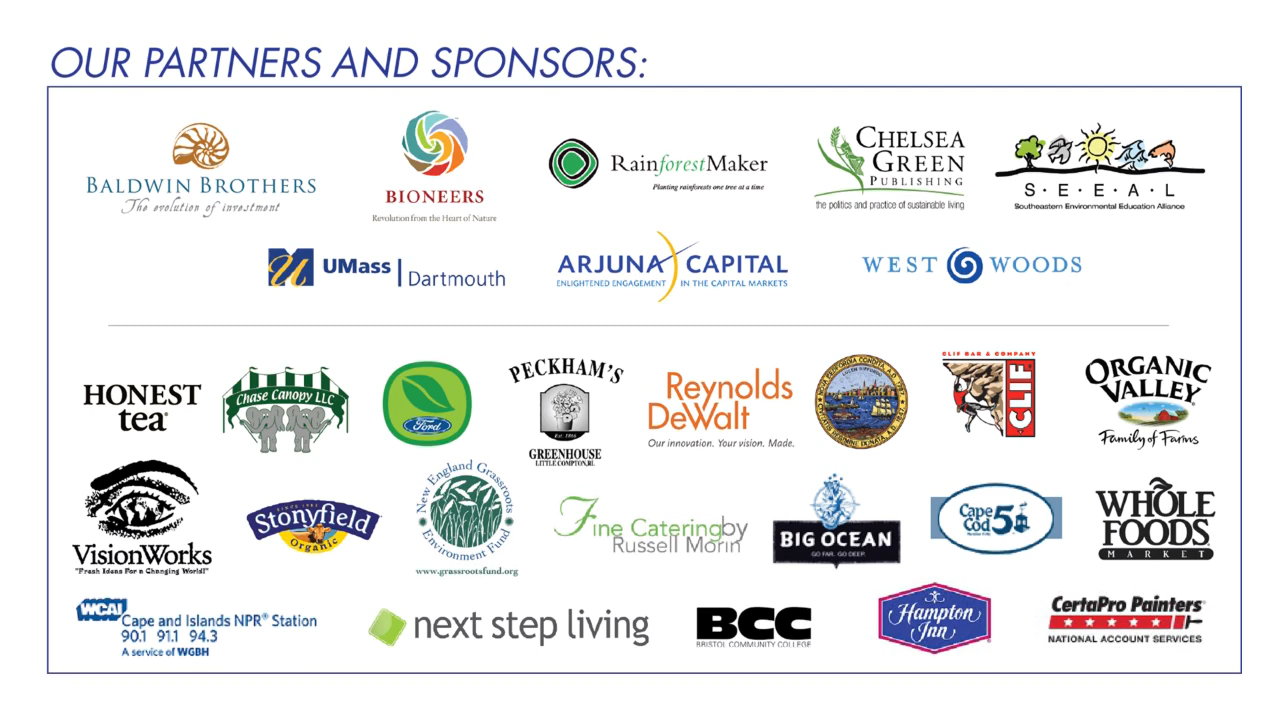 OUR PARTNERS AND SPONSORS:
BALDWIN BROTHERS
The evolution of investment
BIONEERS
Revolution from the Heart of Nature
RainforestMaker
Planting rainforests one tree at a time
CHELSEA
GREEN
PUBLISHING
the politics and practice of sustainable living
S·E·E·A·L
Southeastern Environmental Education Alliance
UMass | Dartmouth
ARJUNA CAPITAL
ENLIGHTENED ENGAGEMENT IN THE CAPITAL MARKETS
WEST WOODS
HONEST
tea®
Chase Canopy LLC
Ford
PECKHAM'S
Est. 1866
GREENHOUSE
LITTLE COMPTON, RI.
Reynolds
DeWalt
Our innovation. Your vision. Made.
CLIF BAR & COMPANY
CLIF
ORGANIC
VALLEY®
Family of Farms
VisionWorks
"Fresh Ideas For a Changing World!"
SINCE 1983
Stonyfield
Organic
New England Grassroots
Environment Fund
www.grassrootsfund.org
Fine Catering by
Russell Morin
BIG OCEAN
GO FAR. GO DEEP.
Cape
Cod 5
WHOLE
FOODS
MARKET
WCAI
Cape and Islands NPR® Station
90.1 91.1 94.3
A service of WGBH
next step living
BCC
BRISTOL COMMUNITY COLLEGE
Hampton
Inn
CertaPro Painters®
NATIONAL ACCOUNT SERVICES